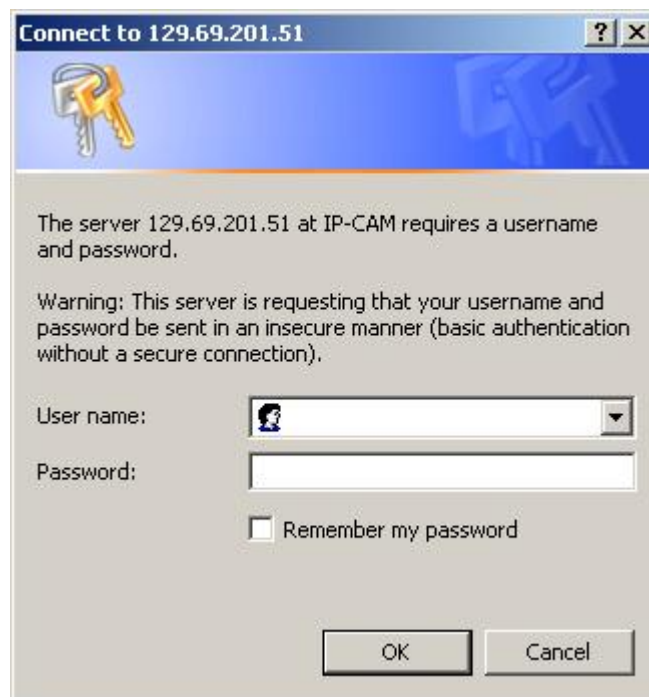 Connect to 129.69.201.51
The server 129.69.201.51 at IP-CAM requires a username
and password.
Warning: This server is requesting that your username and
password be sent in an insecure manner (basic authentication
without a secure connection).
User name:
Password:
Remember my password
OK Cancel